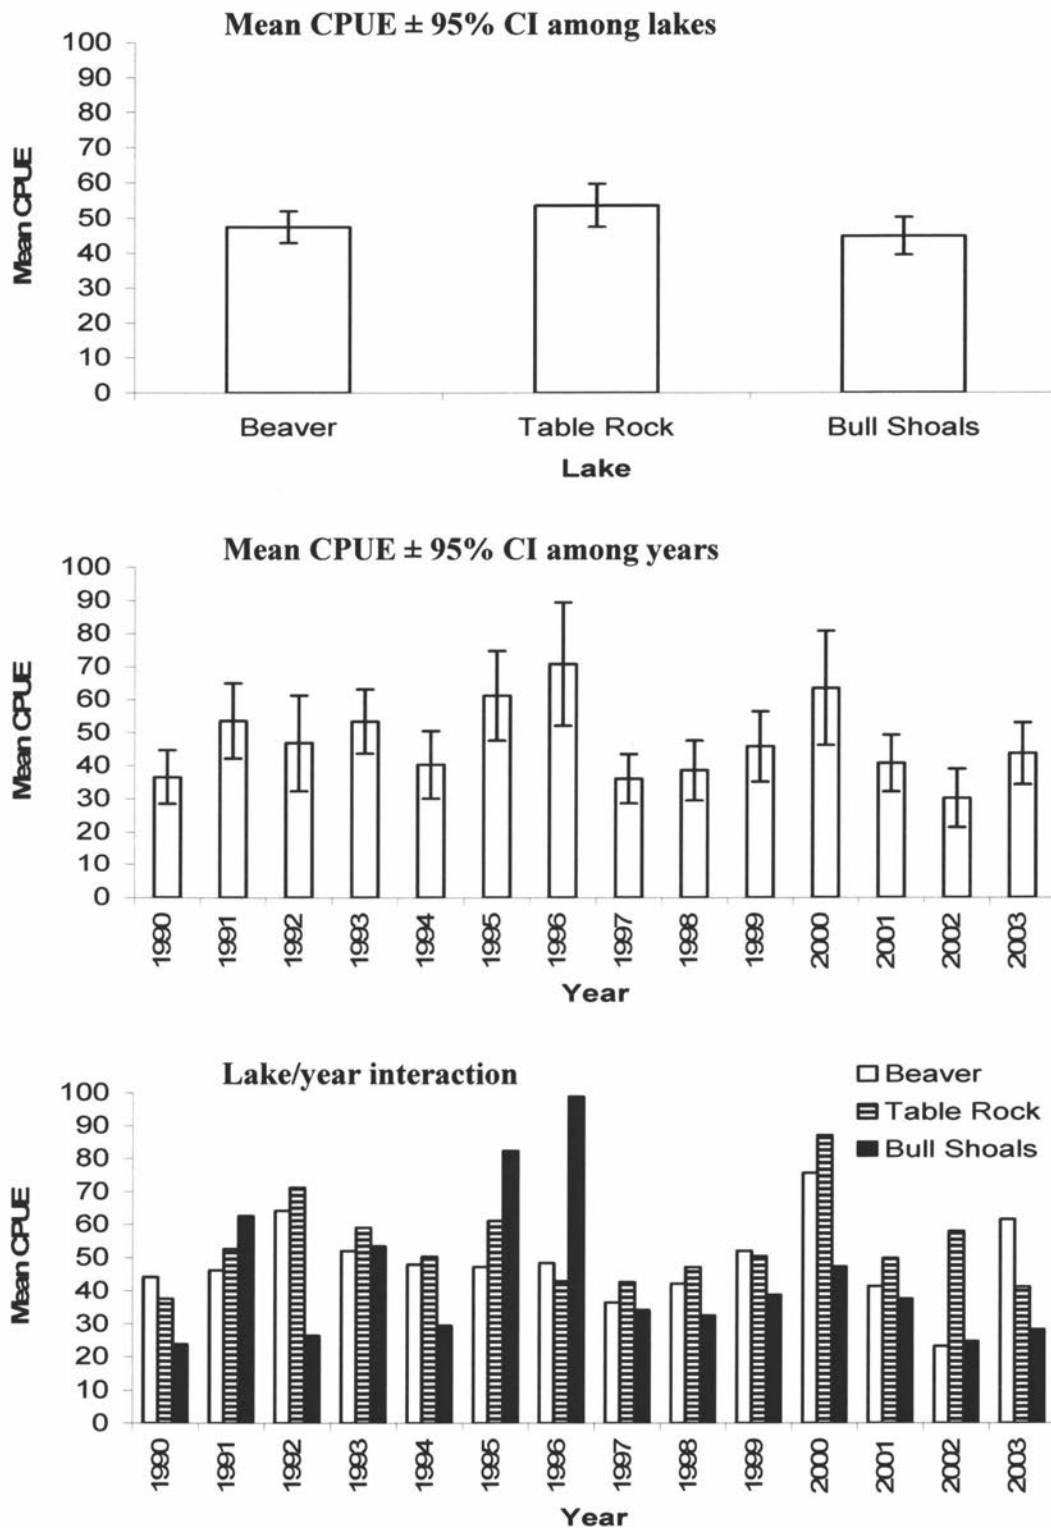 Mean CPUE ± 95% CI among lakes
Mean CPUE
100
90
80
70
60
50
40
30
20
10
0
Beaver Table Rock Bull Shoals
Lake
Mean CPUE ± 95% CI among years
Mean CPUE
100
90
80
70
60
50
40
30
20
10
0
1990 1991 1992 1993 1994 1995 1996 1997 1998 1999 2000 2001 2002 2003
Year
Lake/year interaction
Beaver
Table Rock
Bull Shoals
Mean CPUE
100
90
80
70
60
50
40
30
20
10
0
1990 1991 1992 1993 1994 1995 1996 1997 1998 1999 2000 2001 2002 2003
Year